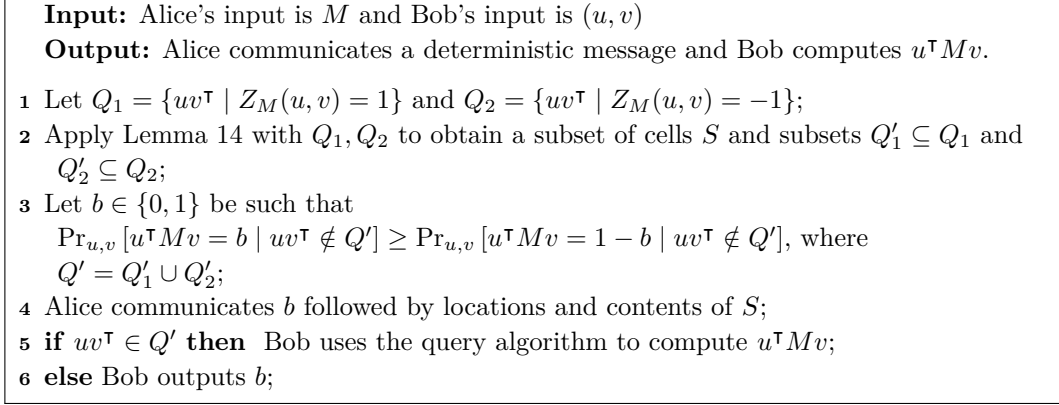 Input: Alice's input is M and Bob's input is (u, v)
Output: Alice communicates a deterministic message and Bob computes u⊺Mv.
1 Let Q₁ = {uv⊺ | Z_M(u, v) = 1} and Q₂ = {uv⊺ | Z_M(u, v) = −1};
2 Apply Lemma 14 with Q₁, Q₂ to obtain a subset of cells S and subsets Q′₁ ⊆ Q₁ and
Q′₂ ⊆ Q₂;
3 Let b ∈ {0, 1} be such that
Pr_{u,v} [u⊺Mv = b | uv⊺ ∉ Q′] ≥ Pr_{u,v} [u⊺Mv = 1 − b | uv⊺ ∉ Q′], where
Q′ = Q′₁ ∪ Q′₂;
4 Alice communicates b followed by locations and contents of S;
5 if uv⊺ ∈ Q′ then Bob uses the query algorithm to compute u⊺Mv;
6 else Bob outputs b;